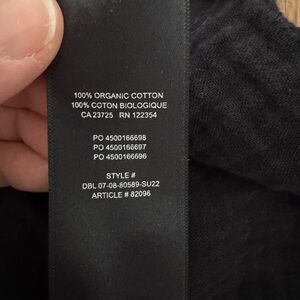 100% ORGANIC COTTON
100% COTON BIOLOGIQUE
CA 23725 RN 122354
PO 4500166698
PO 4500166697
PO 4500166696
STYLE #
DBL 07-08-80589-SU22
ARTICLE # 82096